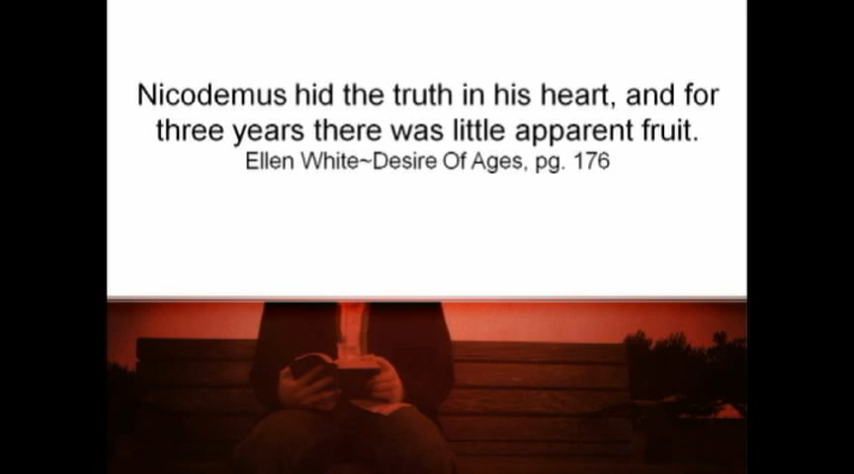 Nicodemus hid the truth in his heart, and for
three years there was little apparent fruit.
Ellen White~Desire Of Ages, pg. 176